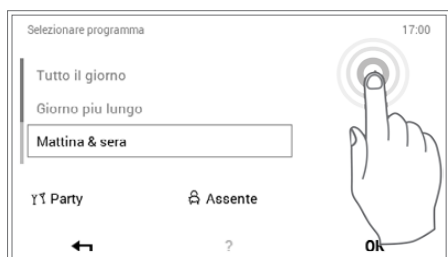 Selezionare programma 17:00
Tutto il giorno
Giorno piu lungo
Mattina & sera
Party Assente
? OK